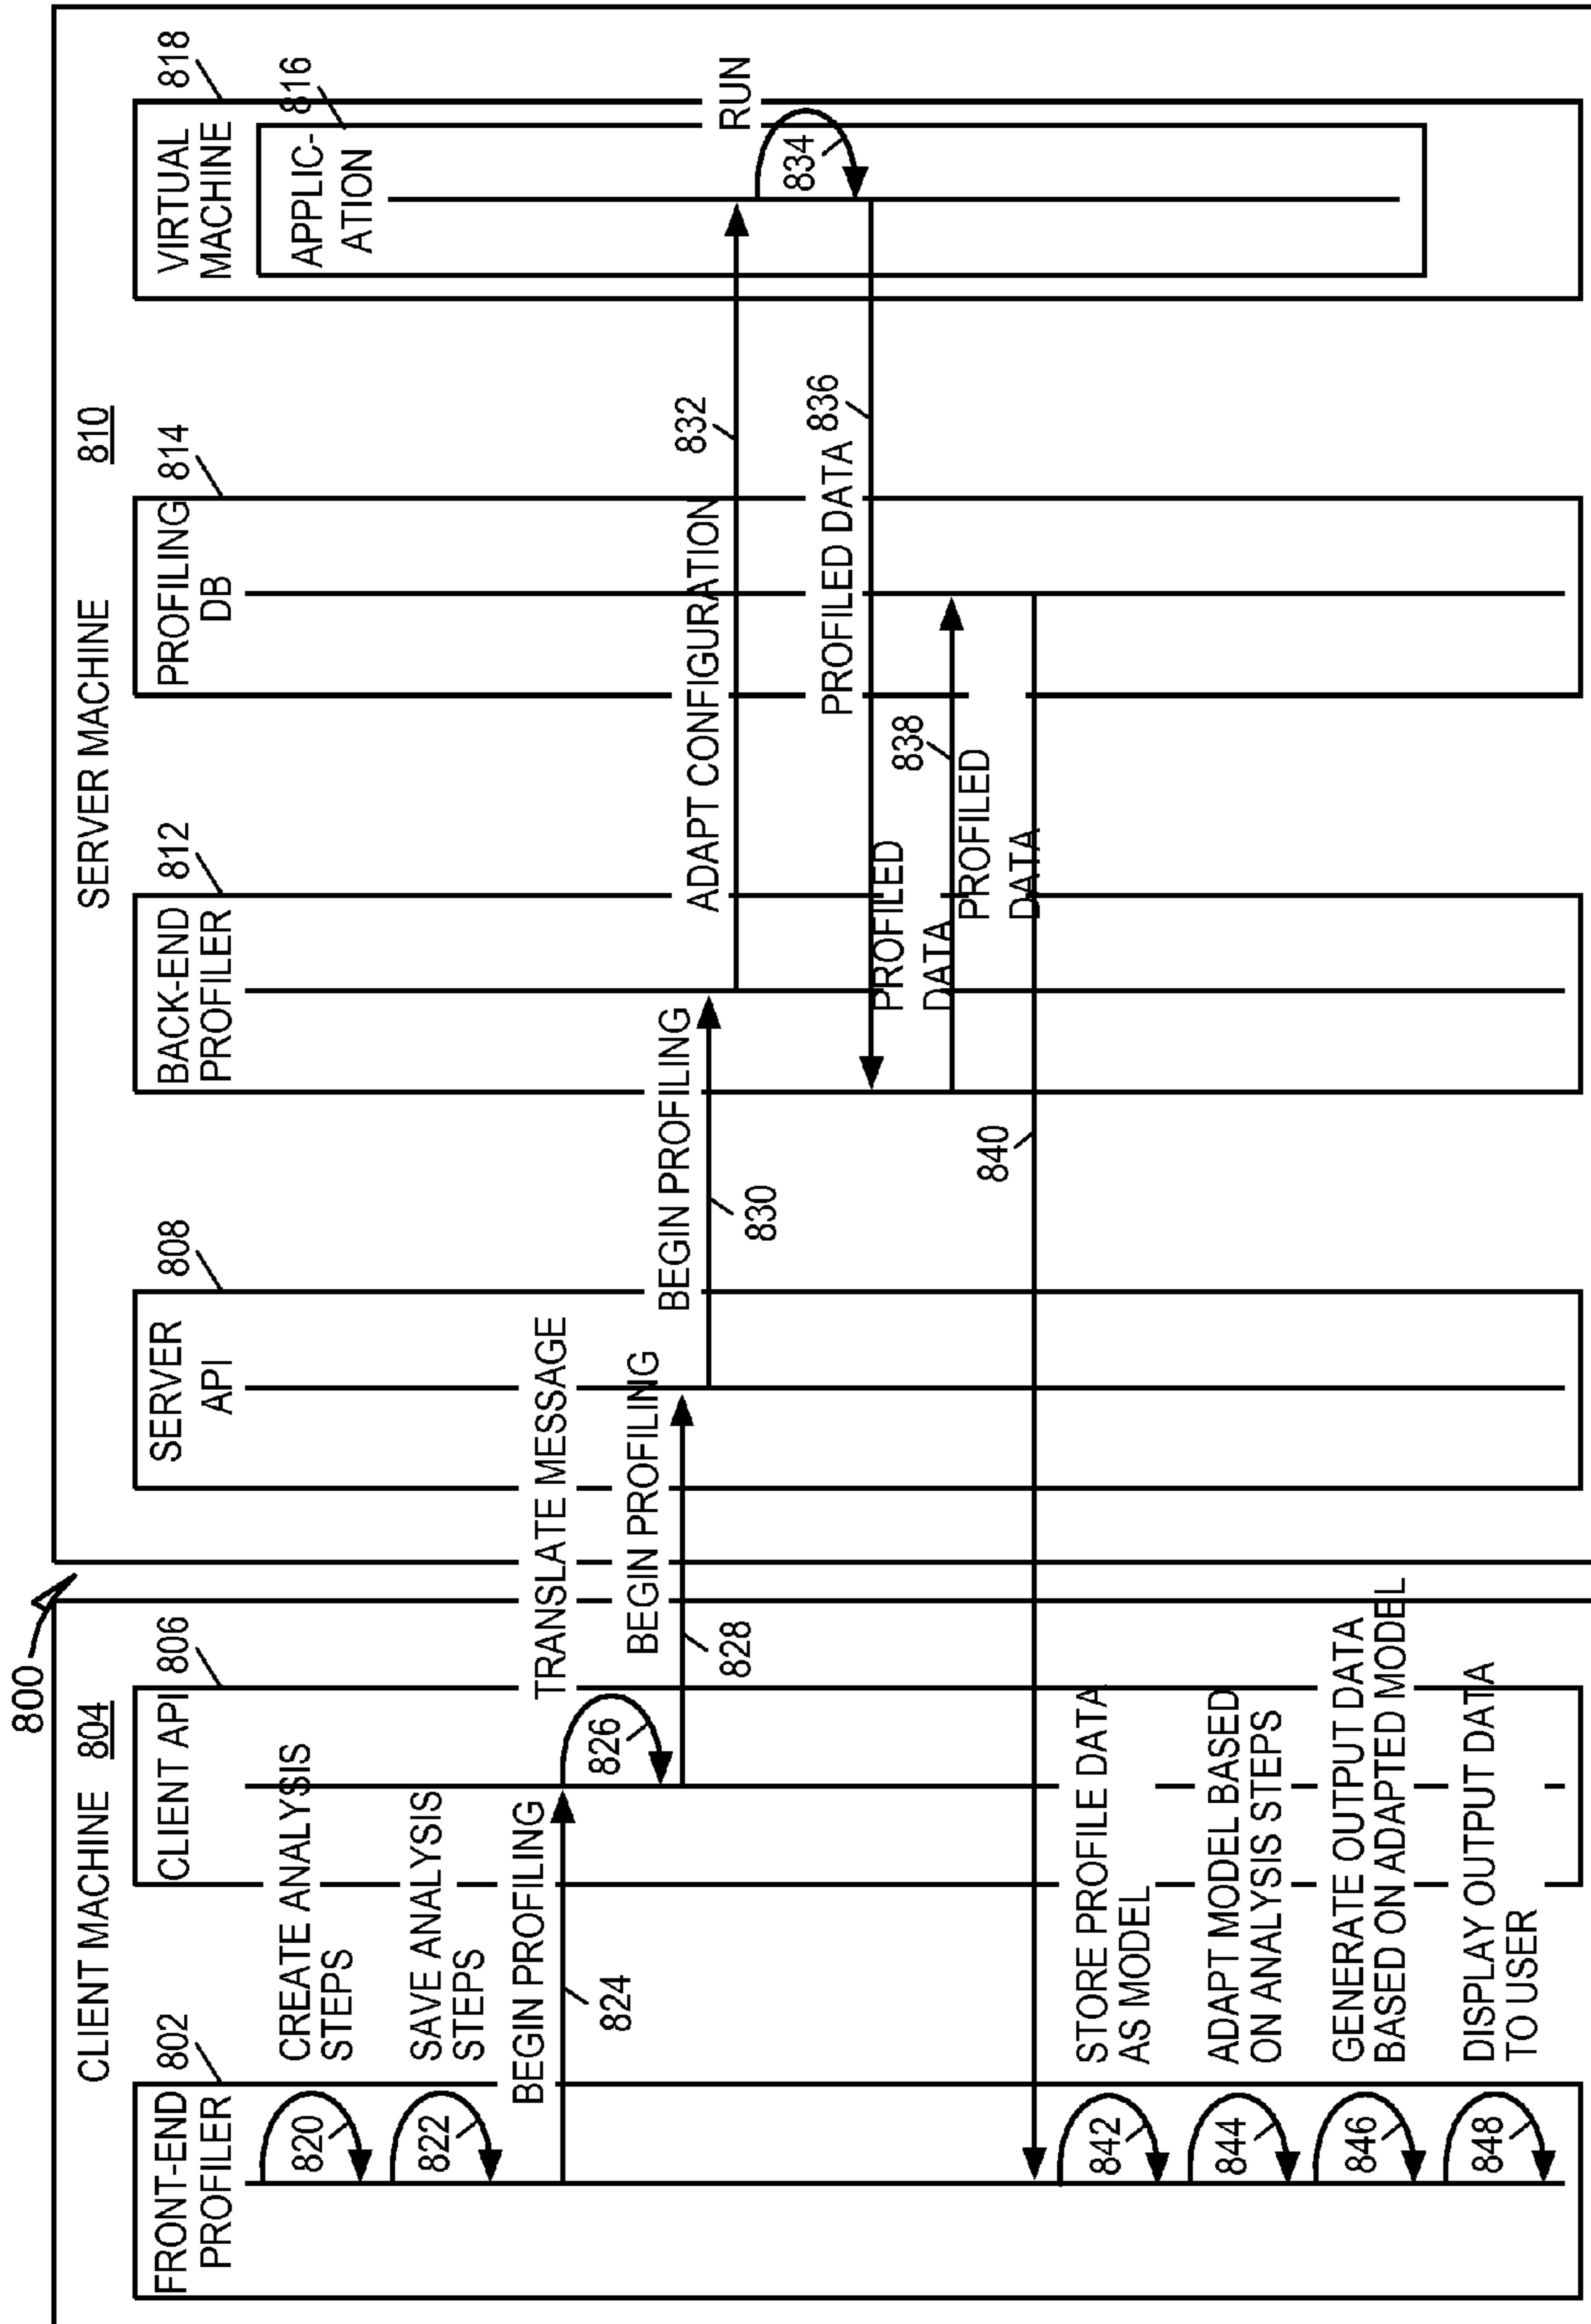 800
CLIENT MACHINE 804
SERVER MACHINE 810
FRONT-END
PROFILER
802
CLIENT API
806
SERVER
API
808
BACK-END
PROFILER
812
PROFILING
DB
814
VIRTUAL
MACHINE
818
APPLIC-
ATION
816
820
CREATE ANALYSIS
STEPS
822
SAVE ANALYSIS
STEPS
BEGIN PROFILING
824
TRANSLATE MESSAGE
826
BEGIN PROFILING
828
BEGIN PROFILING
830
ADAPT CONFIGURATION
832
RUN
834
PROFILED DATA
836
PROFILED
DATA
838
PROFILED
DATA
840
842
STORE PROFILE DATA
AS MODEL
844
ADAPT MODEL BASED
ON ANALYSIS STEPS
846
GENERATE OUTPUT DATA
BASED ON ADAPTED MODEL
848
DISPLAY OUTPUT DATA
TO USER